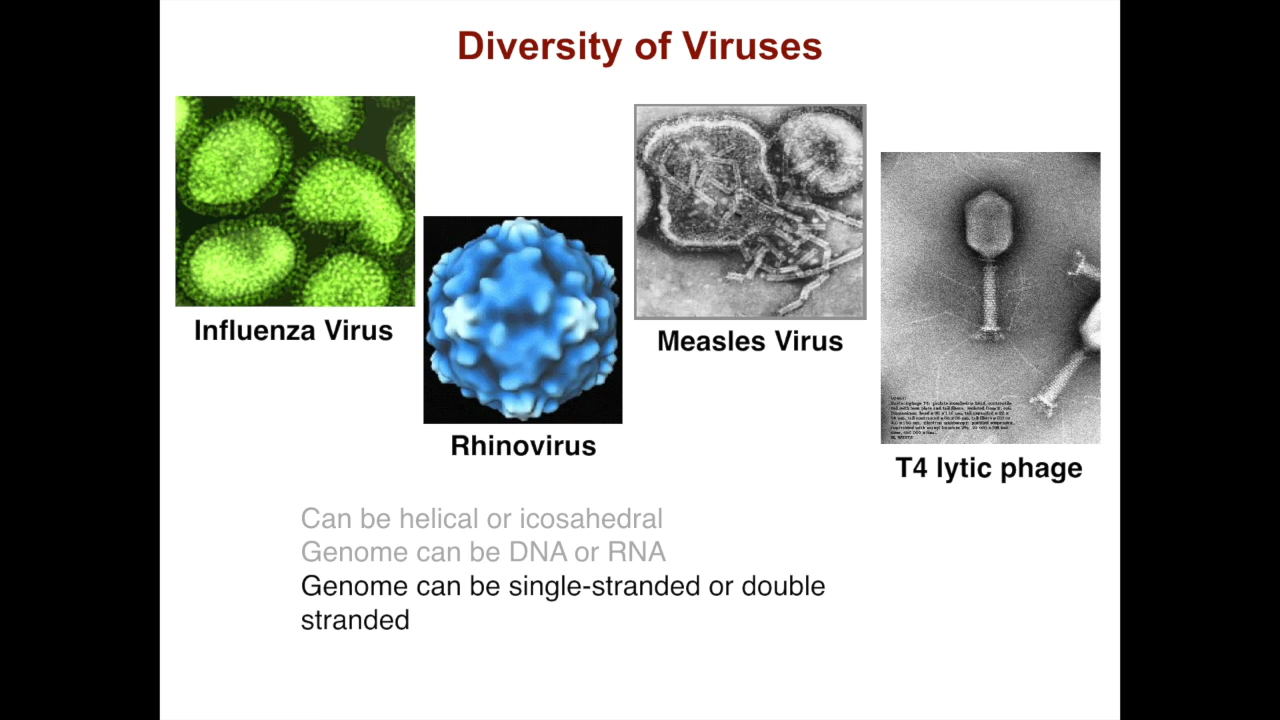 Diversity of Viruses
Influenza Virus
Rhinovirus
Measles Virus
T4 lytic phage
Can be helical or icosahedral
Genome can be DNA or RNA
Genome can be single-stranded or double
stranded